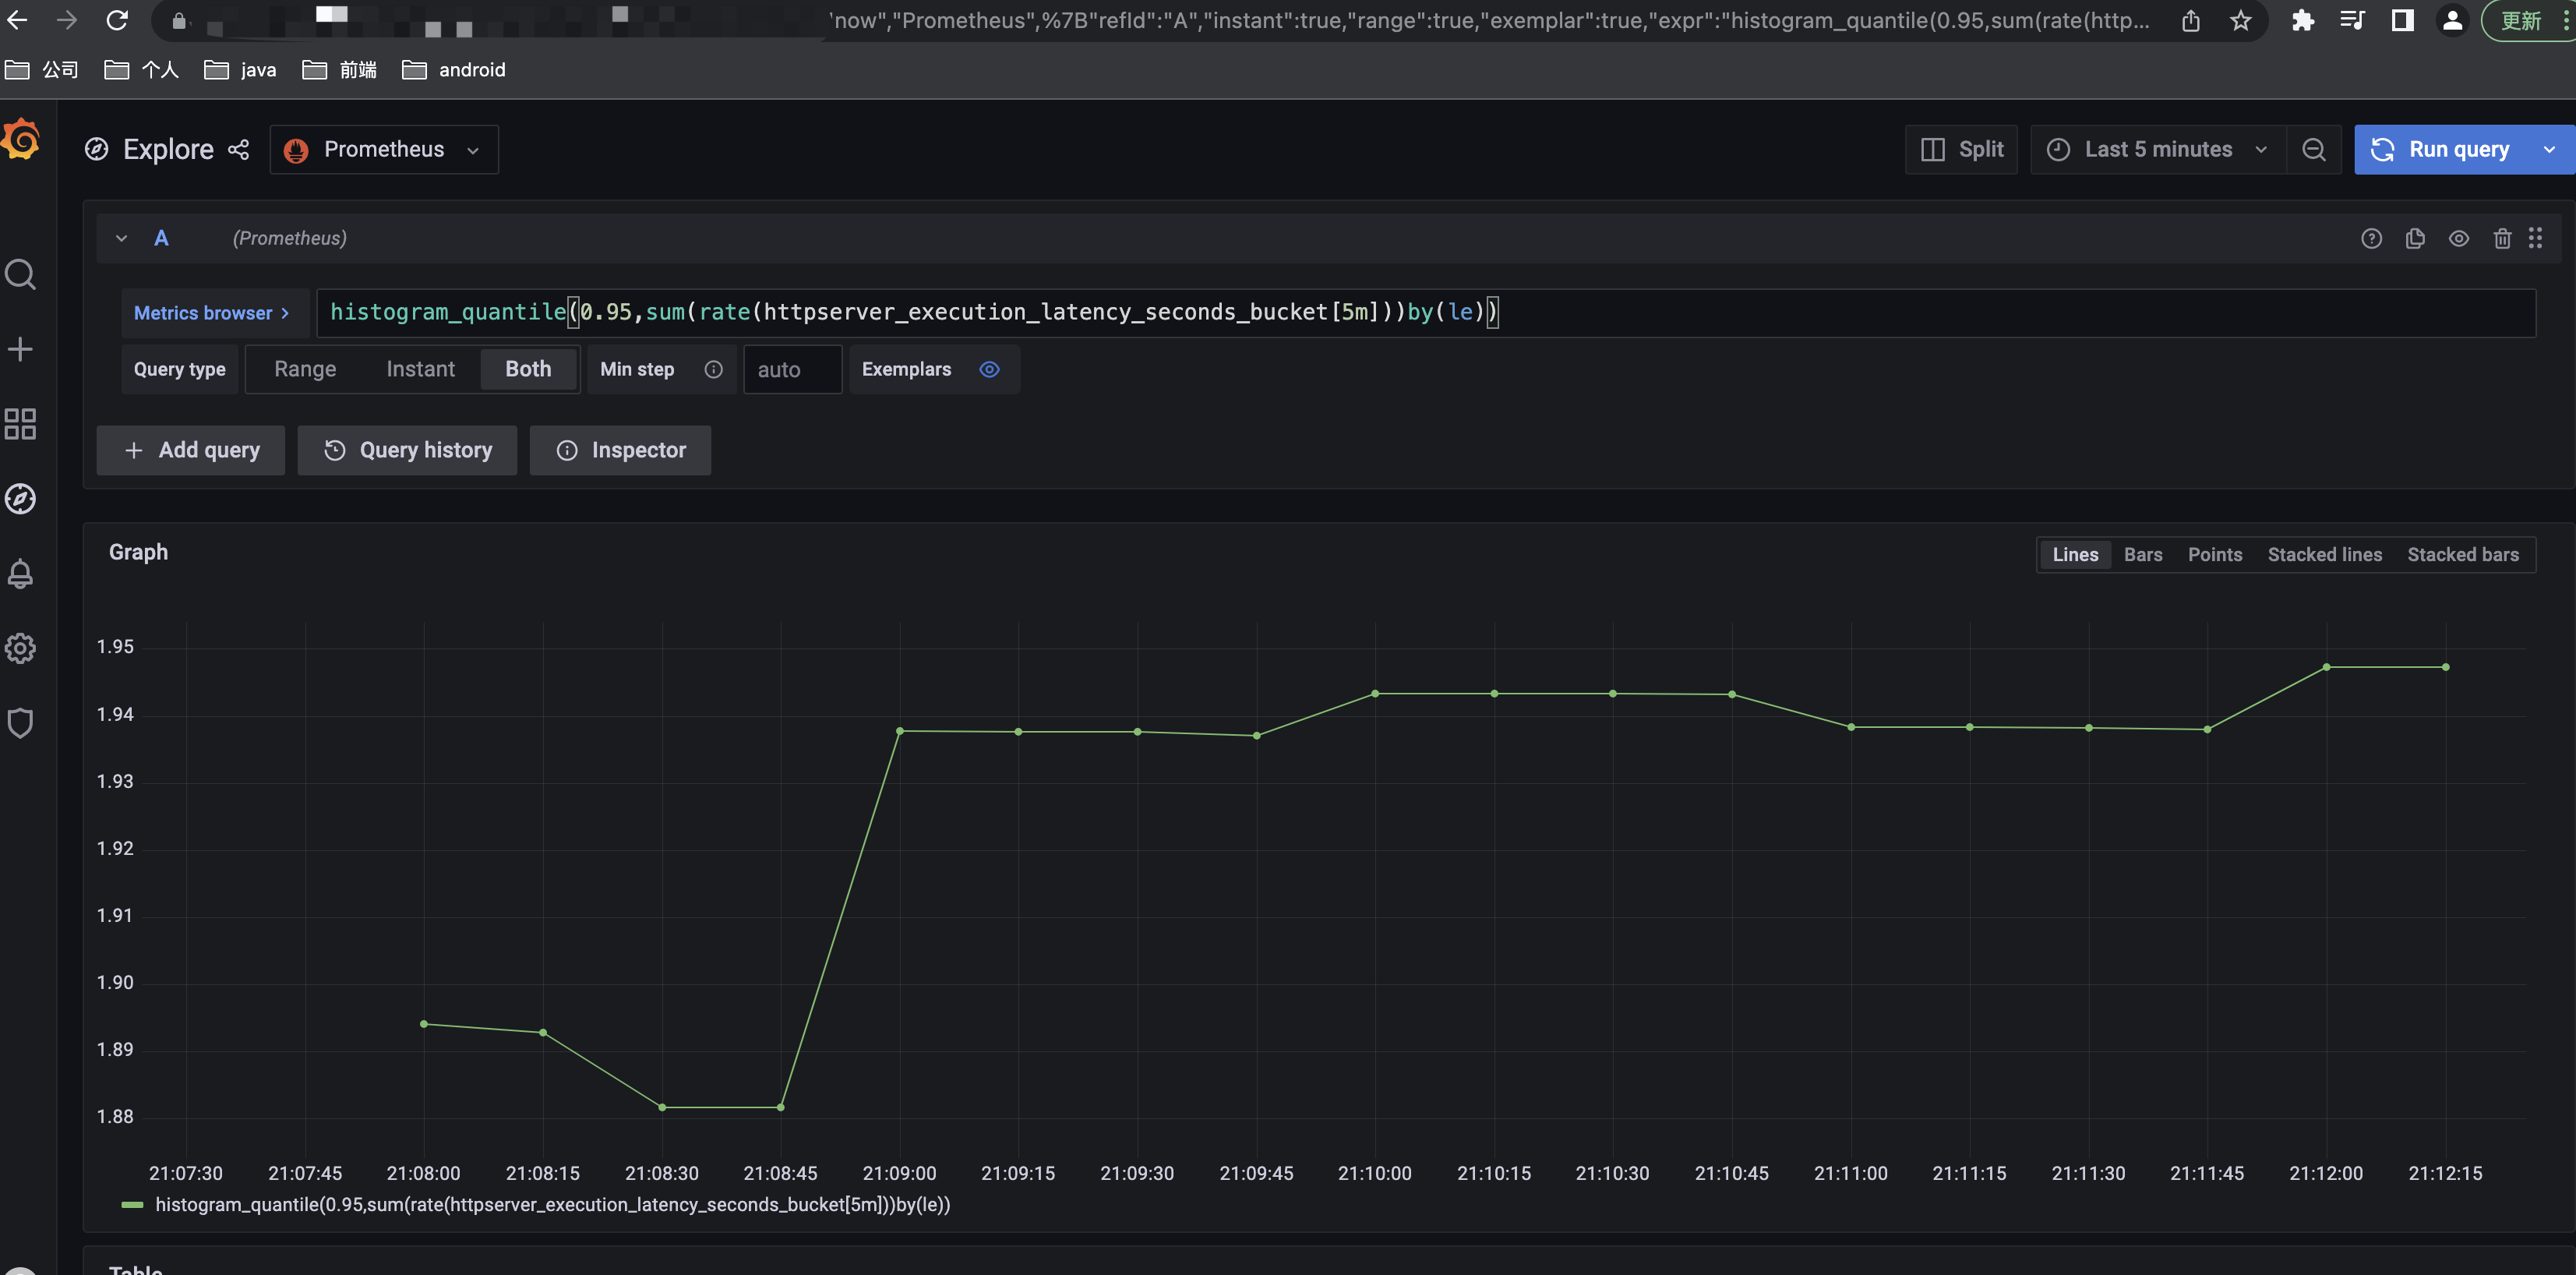 'now","Prometheus",%7B"refId":"A","instant":true,"range":true,"exemplar":true,"expr":"histogram_quantile(0.95,sum(rate(http... 更新
公司 个人 java 前端 android
Explore Prometheus Split Last 5 minutes Run query
A (Prometheus)
Metrics browser > histogram_quantile(0.95,sum(rate(httpserver_execution_latency_seconds_bucket[5m]))by(le))
Query type Range Instant Both Min step auto Exemplars
+ Add query Query history Inspector
Graph Lines Bars Points Stacked lines Stacked bars
1.95
1.94
1.93
1.92
1.91
1.90
1.89
1.88
21:07:30 21:07:45 21:08:00 21:08:15 21:08:30 21:08:45 21:09:00 21:09:15 21:09:30 21:09:45 21:10:00 21:10:15 21:10:30 21:10:45 21:11:00 21:11:15 21:11:30 21:11:45 21:12:00 21:12:15
histogram_quantile(0.95,sum(rate(httpserver_execution_latency_seconds_bucket[5m]))by(le))
Table